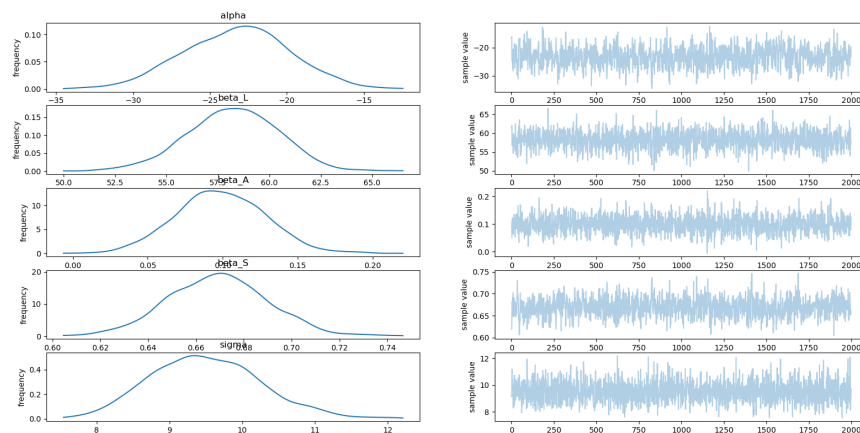 alpha
frequency
0.10
0.05
0.00
−35 −30 −25 −20 −15
sample value
−20
−30
0 250 500 750 1000 1250 1500 1750 2000
beta_L
frequency
0.15
0.10
0.05
0.00
50.0 52.5 55.0 57.5 60.0 62.5 65.0
sample value
65
60
55
50
0 250 500 750 1000 1250 1500 1750 2000
beta_A
frequency
10
5
0
0.00 0.05 0.10 0.15 0.20
sample value
0.2
0.1
0.0
0 250 500 750 1000 1250 1500 1750 2000
beta_S
frequency
20
10
0
0.60 0.62 0.64 0.66 0.68 0.70 0.72 0.74
sample value
0.75
0.70
0.65
0.60
0 250 500 750 1000 1250 1500 1750 2000
sigma
frequency
0.4
0.2
0.0
8 9 10 11 12
sample value
12
10
8
0 250 500 750 1000 1250 1500 1750 2000